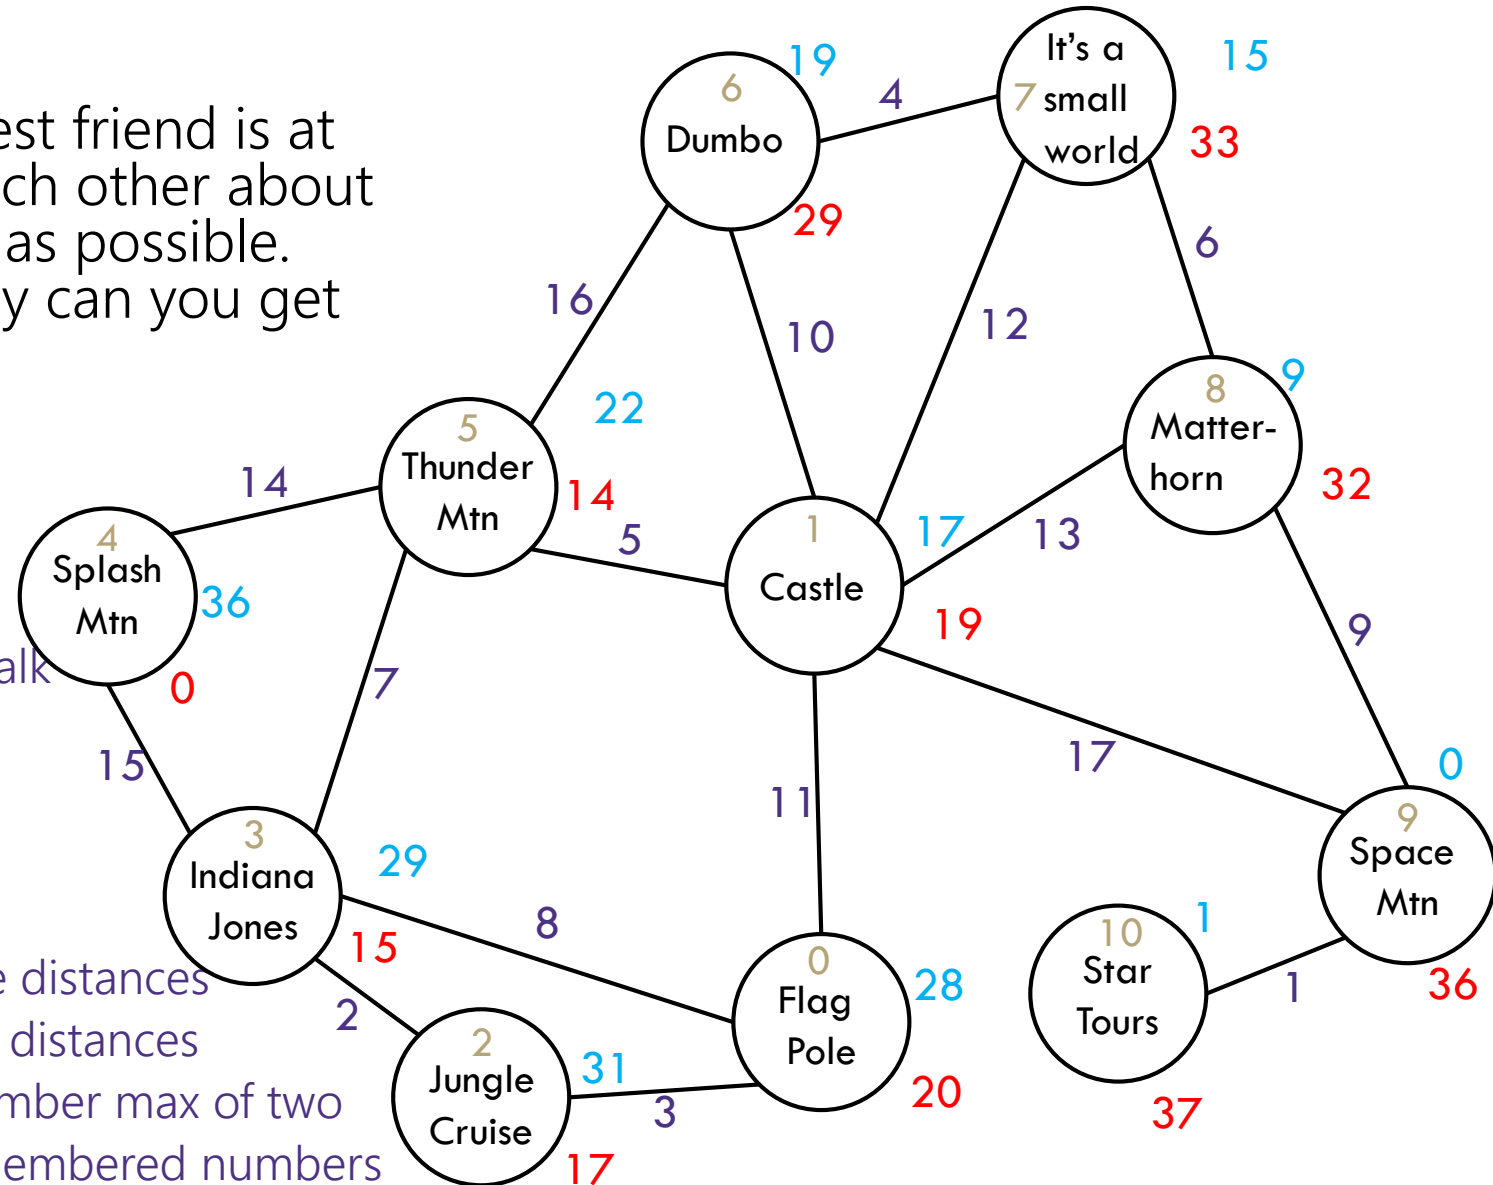 est friend is at
ch other about
as possible.
y can you get
alk
e distances
distances
mber max of two
embered numbers
6
Dumbo
19
29
4
7
It's a
small
world
15
33
16
10
12
6
5
Thunder
Mtn
22
14
14
5
1
Castle
17
19
13
8
Matter-
horn
9
32
4
Splash
Mtn
36
0
15
7
11
17
9
3
Indiana
Jones
29
15
8
2
2
Jungle
Cruise
31
17
3
0
Flag
Pole
28
20
10
Star
Tours
1
37
1
9
Space
Mtn
0
36